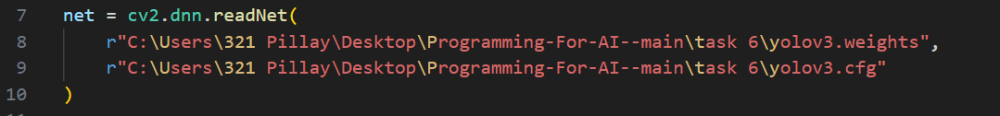 7 net = cv2.dnn.readNet(
8     r"C:\Users\321 Pillay\Desktop\Programming-For-AI--main\task 6\yolov3.weights",
9     r"C:\Users\321 Pillay\Desktop\Programming-For-AI--main\task 6\yolov3.cfg"
10 )